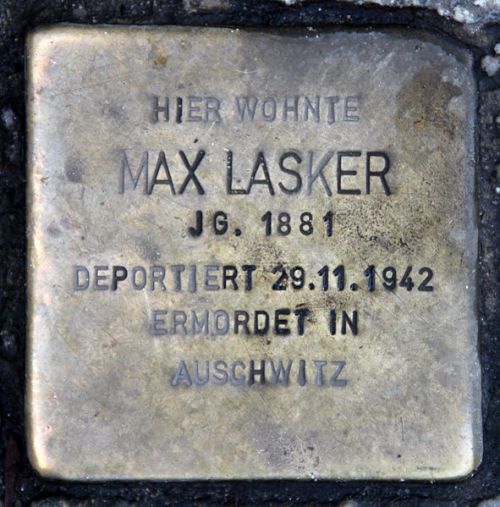 HIER WOHNTE
MAX LASKER
JG. 1881
DEPORTIERT 29.11.1942
ERMORDET IN
AUSCHWITZ